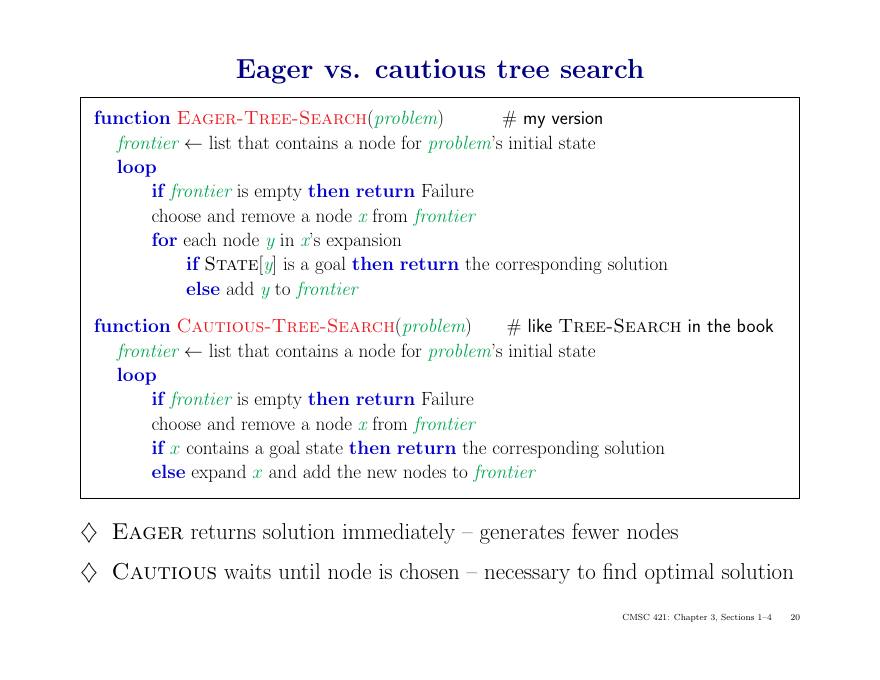 Eager vs. cautious tree search
function Eager-Tree-Search(problem) # my version
frontier ← list that contains a node for problem's initial state
loop
if frontier is empty then return Failure
choose and remove a node x from frontier
for each node y in x's expansion
if State[y] is a goal then return the corresponding solution
else add y to frontier
function Cautious-Tree-Search(problem) # like Tree-Search in the book
frontier ← list that contains a node for problem's initial state
loop
if frontier is empty then return Failure
choose and remove a node x from frontier
if x contains a goal state then return the corresponding solution
else expand x and add the new nodes to frontier
♢ Eager returns solution immediately – generates fewer nodes
♢ Cautious waits until node is chosen – necessary to find optimal solution
CMSC 421: Chapter 3, Sections 1–4 20